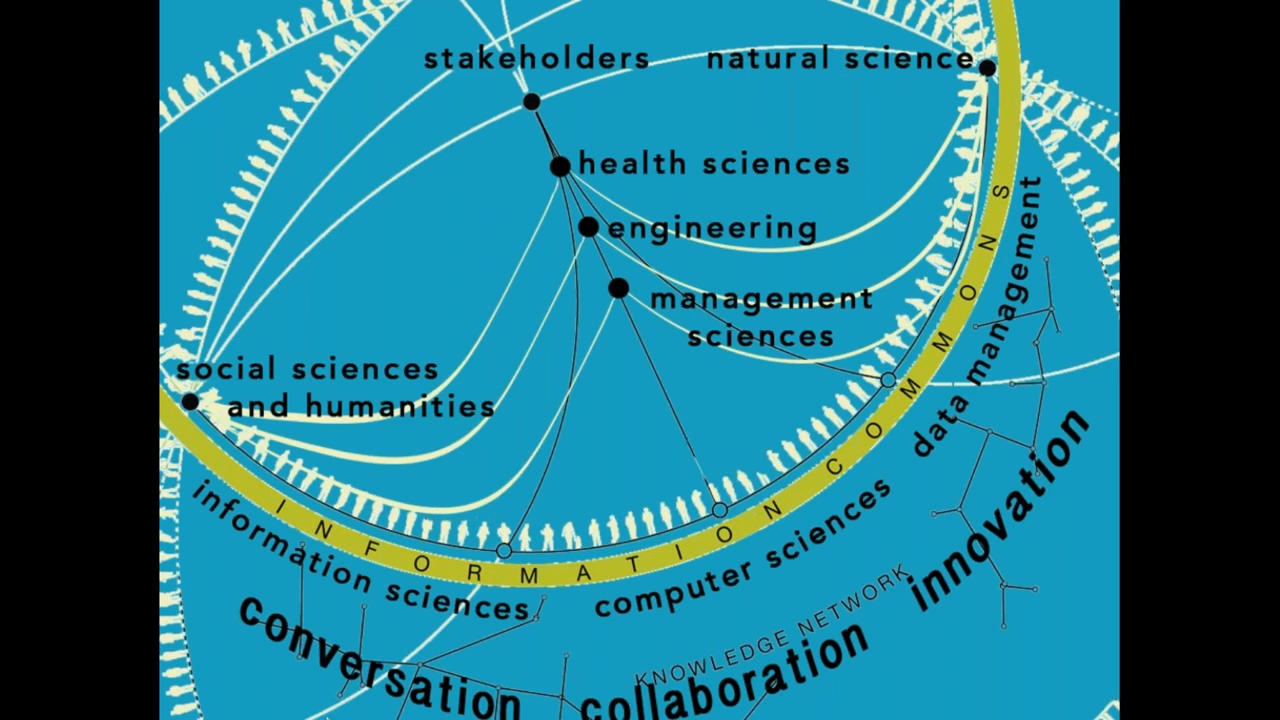 stakeholders
natural science
health sciences
engineering
management
sciences
social sciences
and humanities
INFORMATION COMMONS
data management
information sciences
computer sciences
innovation
KNOWLEDGE NETWORK
conversation
collaboration